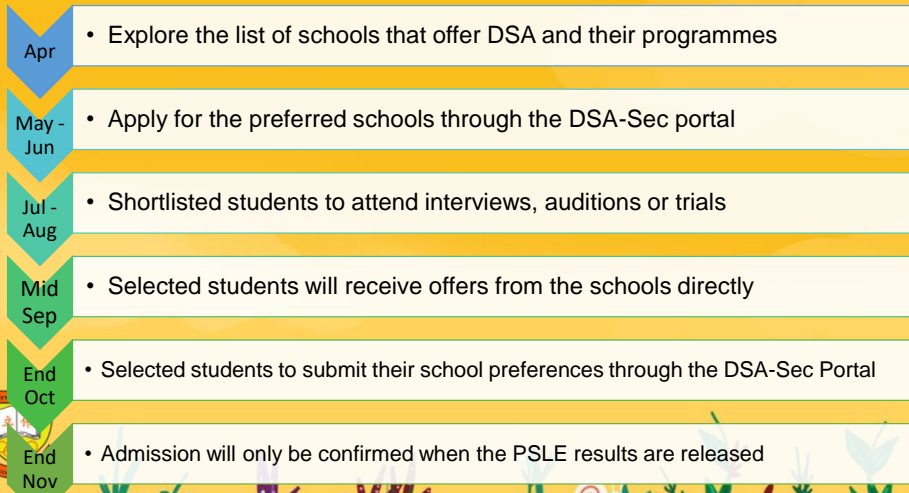 Apr
• Explore the list of schools that offer DSA and their programmes
May -
Jun
• Apply for the preferred schools through the DSA-Sec portal
Jul -
Aug
• Shortlisted students to attend interviews, auditions or trials
Mid
Sep
• Selected students will receive offers from the schools directly
End
Oct
• Selected students to submit their school preferences through the DSA-Sec Portal
End
Nov
• Admission will only be confirmed when the PSLE results are released